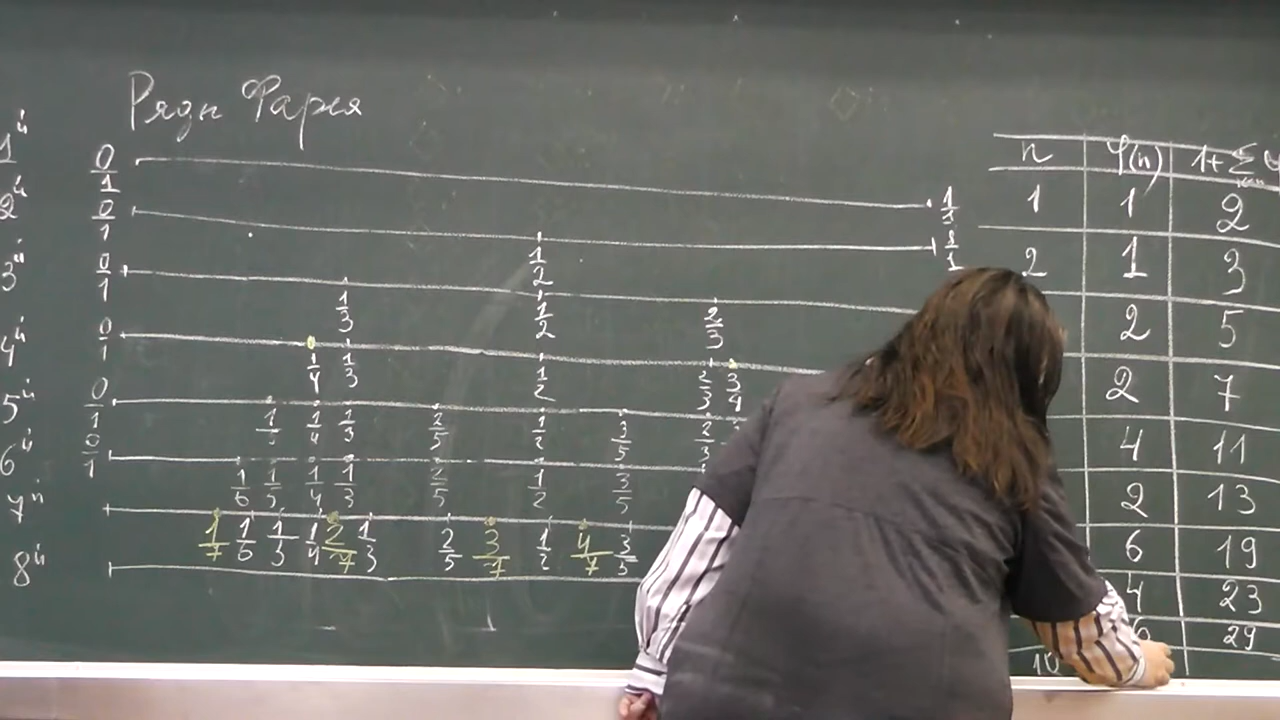 Ряды Фарея
1й 0/1 1/1
2й 0/1 1/2 1/1
3й 0/1 1/3 1/2 2/3
4й 0/1 1/4 1/3 1/2 2/3 3/4
5й 0/1 1/5 1/4 1/3 2/5 1/2 3/5 2/3
6й 0/1 1/6 1/5 1/4 1/3 2/5 1/2 3/5
7й 1/7 1/6 1/5 1/4 2/7 1/3 2/5 3/7 1/2 4/7 3/5
8й
n φ(n) 1+Σφ
1 1 2
2 1 3
2 5
2 7
4 11
2 13
6 19
4 23
6 29
10